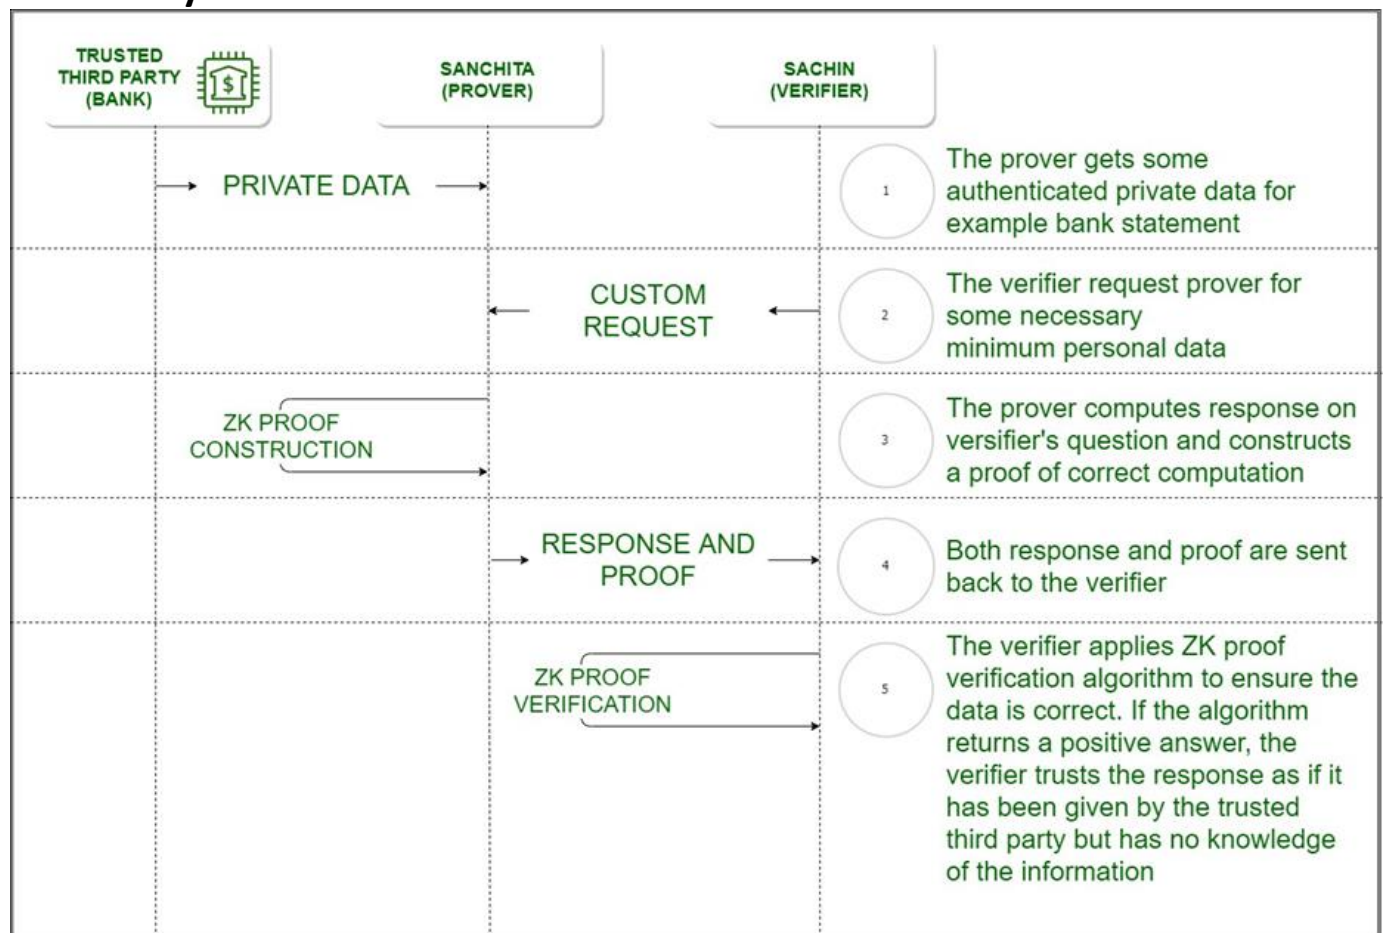 TRUSTED
THIRD PARTY
(BANK)
$
SANCHITA
(PROVER)
SACHIN
(VERIFIER)
PRIVATE DATA
1
The prover gets some
authenticated private data for
example bank statement
CUSTOM
REQUEST
2
The verifier request prover for
some necessary
minimum personal data
ZK PROOF
CONSTRUCTION
3
The prover computes response on
versifier's question and constructs
a proof of correct computation
RESPONSE AND
PROOF
4
Both response and proof are sent
back to the verifier
ZK PROOF
VERIFICATION
5
The verifier applies ZK proof
verification algorithm to ensure the
data is correct. If the algorithm
returns a positive answer, the
verifier trusts the response as if it
has been given by the trusted
third party but has no knowledge
of the information